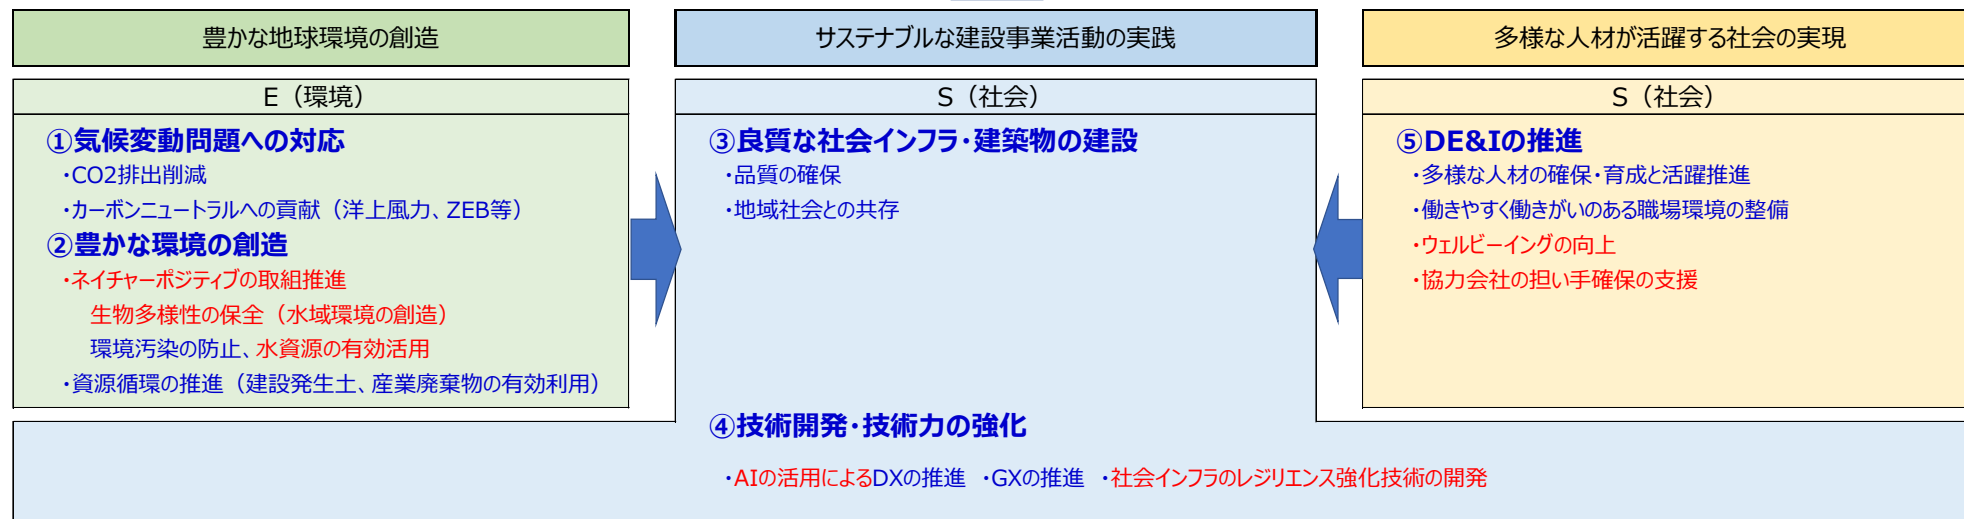 豊かな地球環境の創造
E（環境）
①気候変動問題への対応
・CO2排出削減
・カーボンニュートラルへの貢献（洋上風力、ZEB等）
②豊かな環境の創造
・ネイチャーポジティブの取組推進
生物多様性の保全（水域環境の創造）
環境汚染の防止、水資源の有効活用
・資源循環の推進（建設発生土、産業廃棄物の有効利用）
サステナブルな建設事業活動の実践
S（社会）
③良質な社会インフラ・建築物の建設
・品質の確保
・地域社会との共存
④技術開発・技術力の強化
・AIの活用によるDXの推進 ・GXの推進 ・社会インフラのレジリエンス強化技術の開発
多様な人材が活躍する社会の実現
S（社会）
⑤DE&Iの推進
・多様な人材の確保・育成と活躍推進
・働きやすく働きがいのある職場環境の整備
・ウェルビーイングの向上
・協力会社の担い手確保の支援